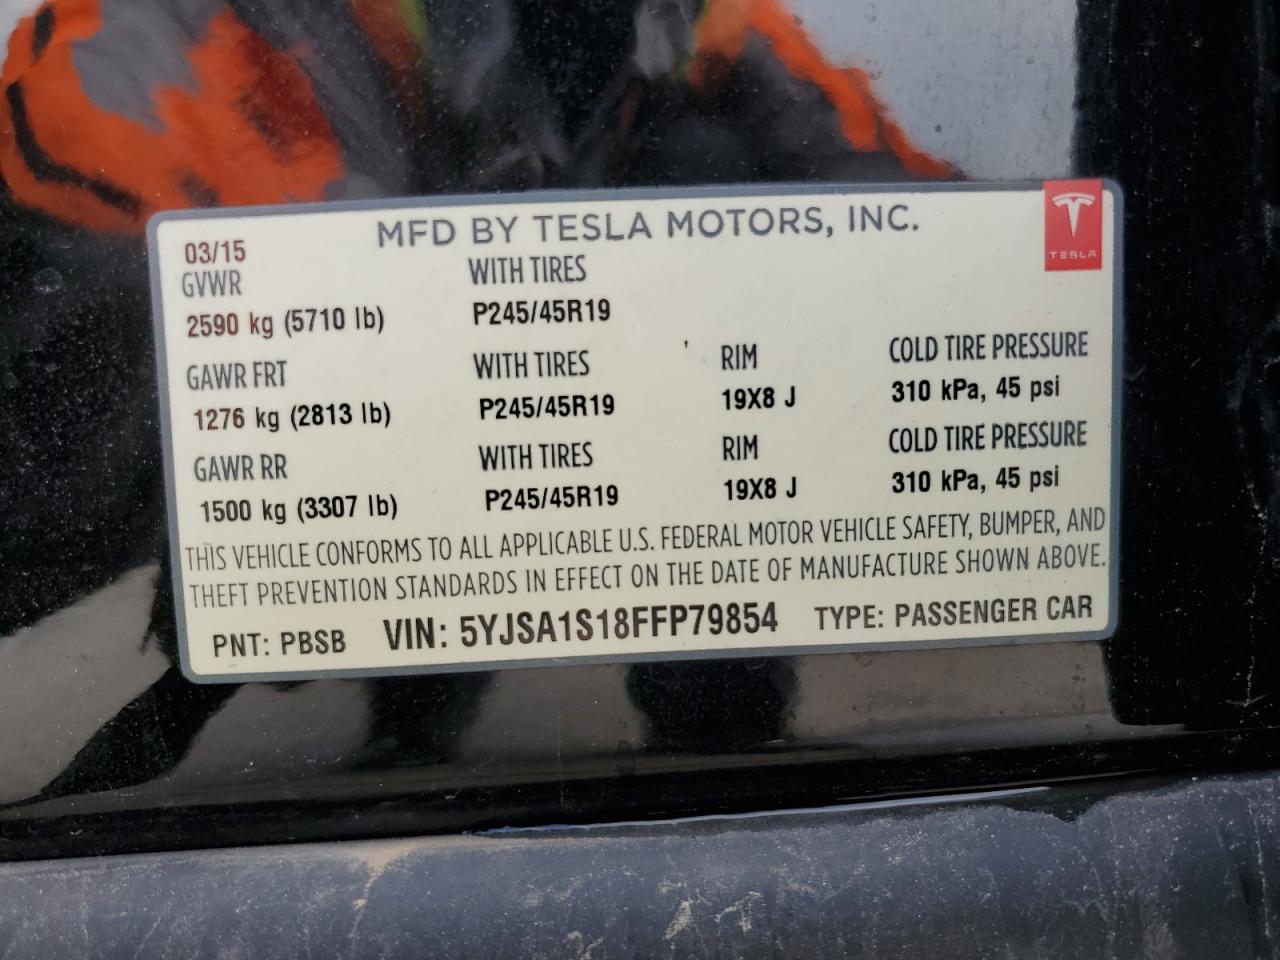 MFD BY TESLA MOTORS, INC.
TESLA
03/15
GVWR WITH TIRES
2590 kg (5710 lb) P245/45R19
GAWR FRT WITH TIRES RIM COLD TIRE PRESSURE
1276 kg (2813 lb) P245/45R19 19X8 J 310 kPa, 45 psi
GAWR RR WITH TIRES RIM COLD TIRE PRESSURE
1500 kg (3307 lb) P245/45R19 19X8 J 310 kPa, 45 psi
THIS VEHICLE CONFORMS TO ALL APPLICABLE U.S. FEDERAL MOTOR VEHICLE SAFETY, BUMPER, AND
THEFT PREVENTION STANDARDS IN EFFECT ON THE DATE OF MANUFACTURE SHOWN ABOVE.
PNT: PBSB VIN: 5YJSA1S18FFP79854 TYPE: PASSENGER CAR